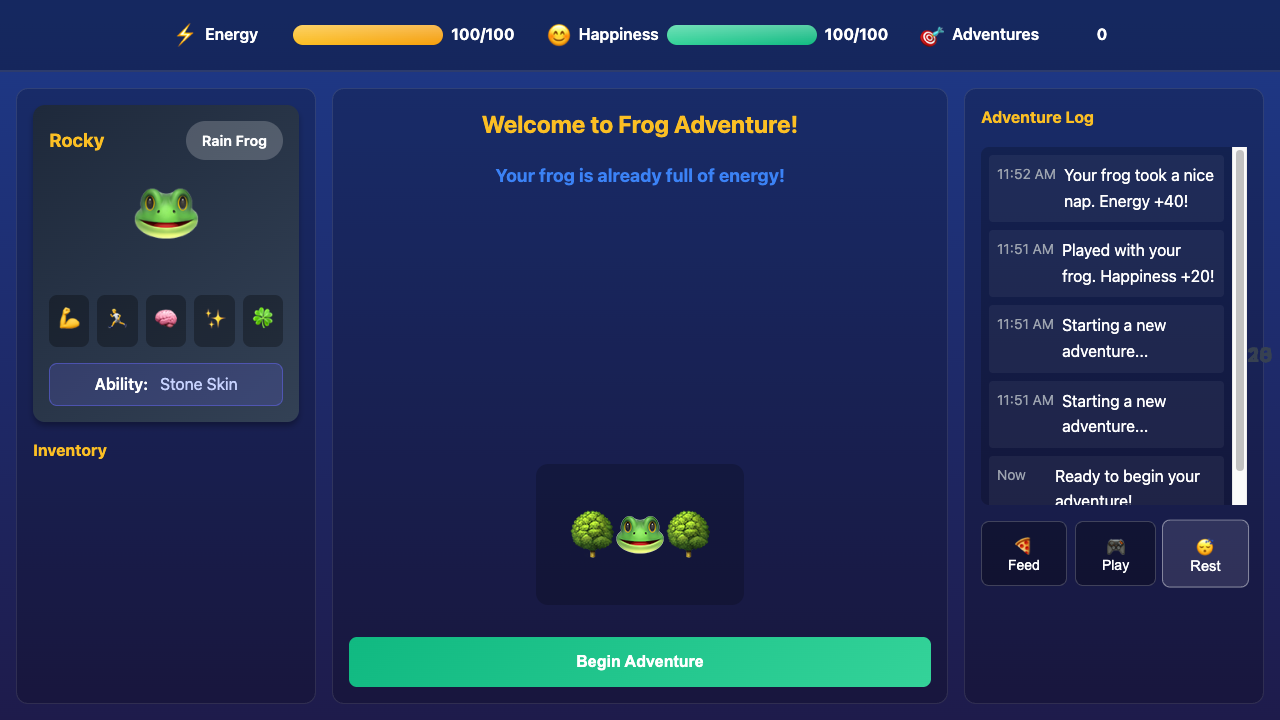 Energy
100/100
Happiness
100/100
Adventures
0
Rocky
Rain Frog
Ability: Stone Skin
Inventory
Welcome to Frog Adventure!
Your frog is already full of energy!
Begin Adventure
Adventure Log
11:52 AM Your frog took a nice
nap. Energy +40!
11:51 AM Played with your
frog. Happiness +20!
11:51 AM Starting a new
adventure...
11:51 AM Starting a new
adventure...
Now Ready to begin your
adventure!
Feed
Play
Rest